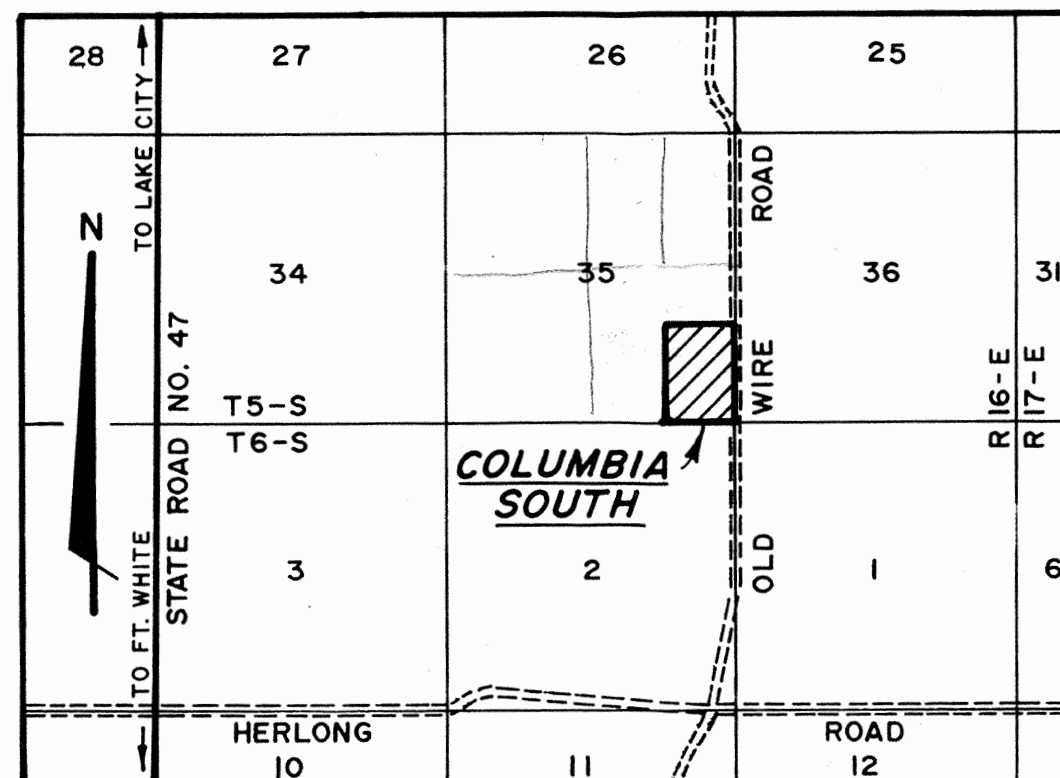 28
27
26
25
TO LAKE CITY
ROAD
N
34
35
36
31
STATE ROAD NO. 47
WIRE
R 16-E
R 17-E
T5-S
T6-S
COLUMBIA
SOUTH
TO FT. WHITE
3
2
OLD
1
6
HERLONG
ROAD
10
11
12